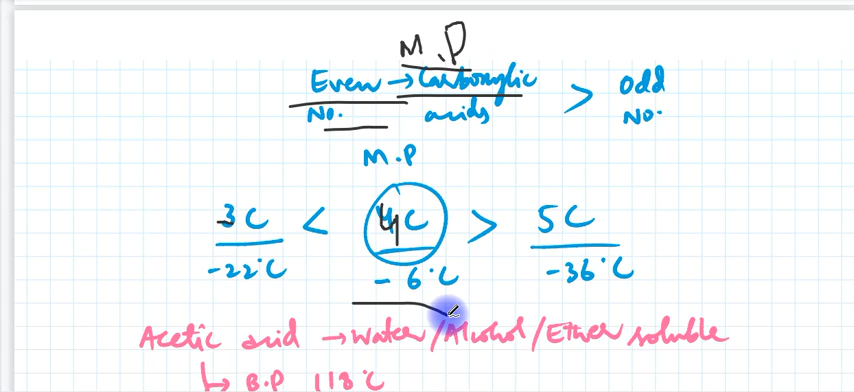 M.P
Even → Carboxylic > Odd
No. acids No.
M.P
3C < 4C > 5C
-22°C -6°C -36°C
Acetic acid → Water/Alcohol/Ether soluble
↳ B.P 118°C